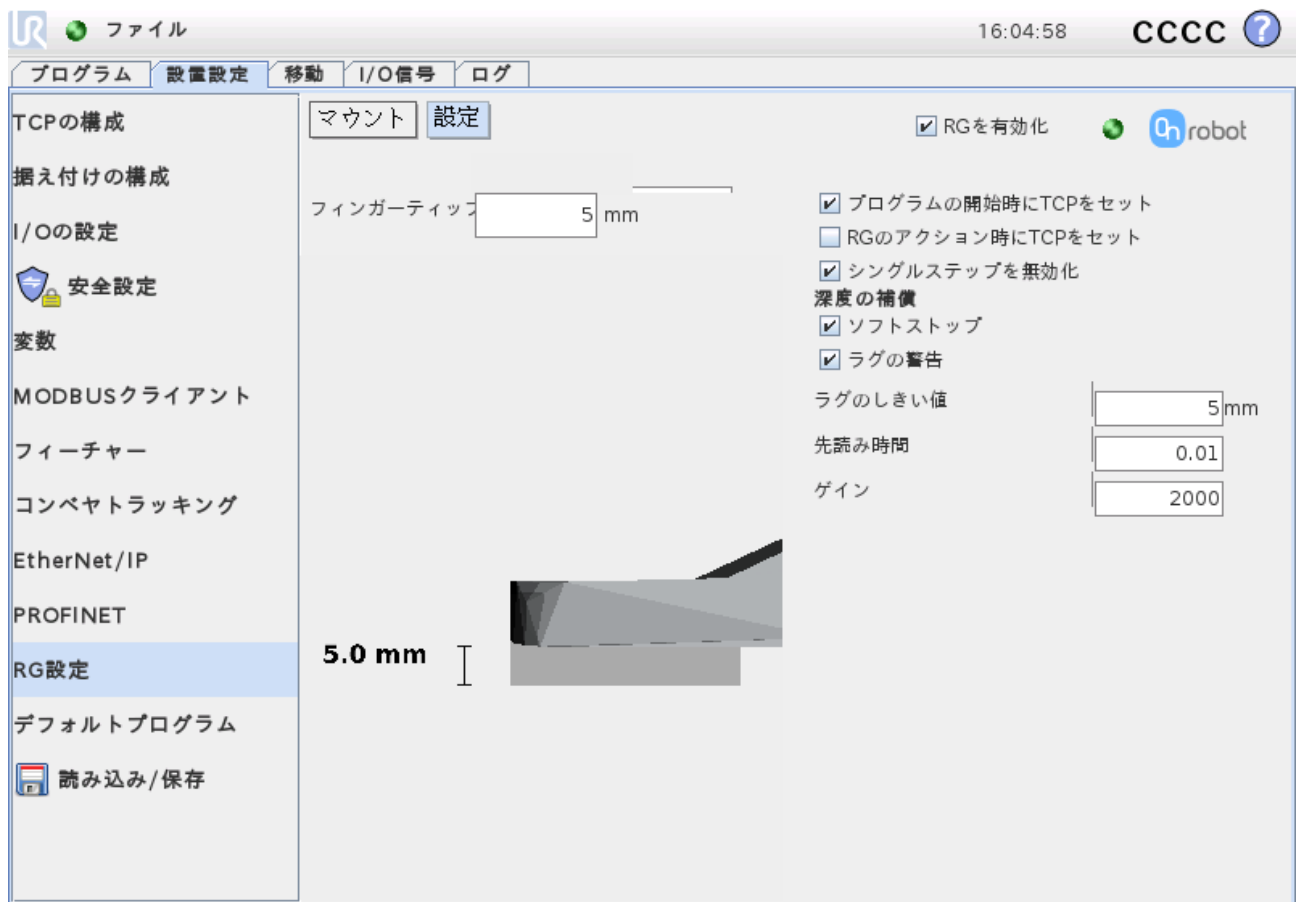 UR ファイル 16:04:58 CCCC ?
プログラム 設置設定 移動 I/O信号 ログ
TCPの構成
据え付けの構成
I/Oの設定
安全設定
変数
MODBUSクライアント
フィーチャー
コンベヤトラッキング
EtherNet/IP
PROFINET
RG設定
デフォルトプログラム
読み込み/保存
マウント 設定
RGを有効化 On robot
フィンガーティップ 5 mm
5.0 mm
プログラムの開始時にTCPをセット
RGのアクション時にTCPをセット
シングルステップを無効化
深度の補償
ソフトストップ
ラグの警告
ラグのしきい値 5 mm
先読み時間 0.01
ゲイン 2000